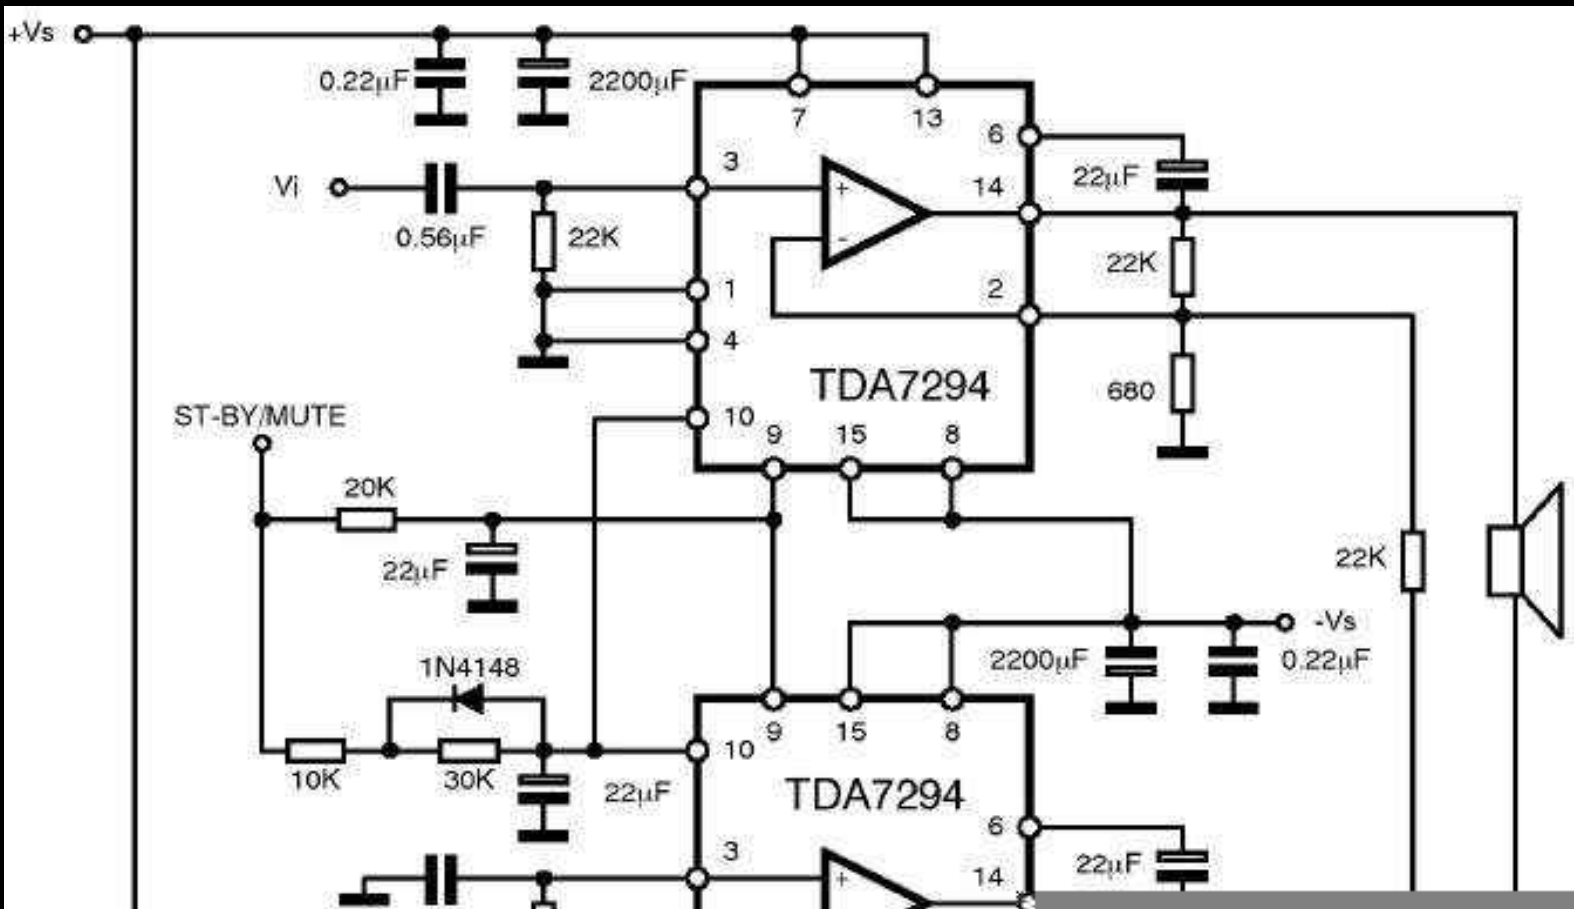 +Vs
0.22µF
2200µF
7
13
6
3
22µF
Vi
14
+
0.56µF
22K
-
22K
1
2
4
TDA7294
680
ST-BY/MUTE
10
9
15
8
20K
22µF
22K
-Vs
1N4148
2200µF
0.22µF
9
15
8
10
10K
30K
22µF
TDA7294
6
3
22µF
14
+